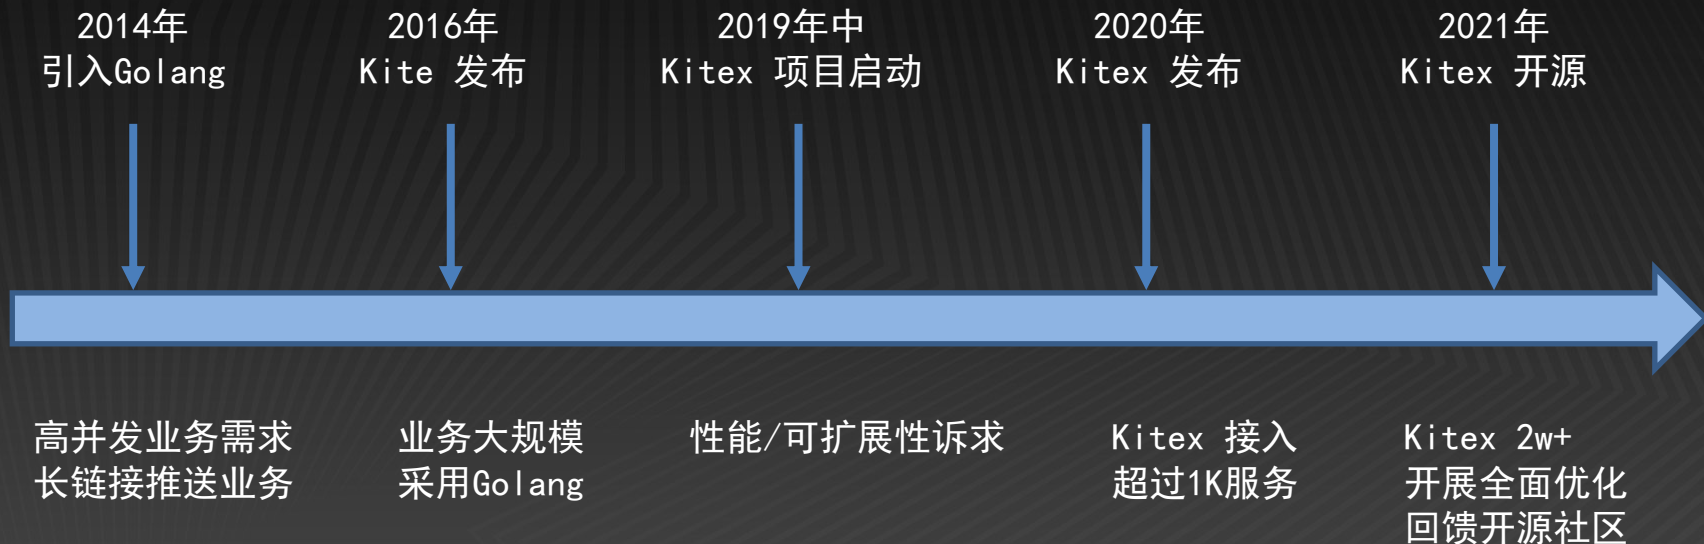 2014年
引入Golang
2016年
Kite 发布
2019年中
Kitex 项目启动
2020年
Kitex 发布
2021年
Kitex 开源
高并发业务需求
长链接推送业务
业务大规模
采用Golang
性能/可扩展性诉求
Kitex 接入
超过1K服务
Kitex 2w+
开展全面优化
回馈开源社区